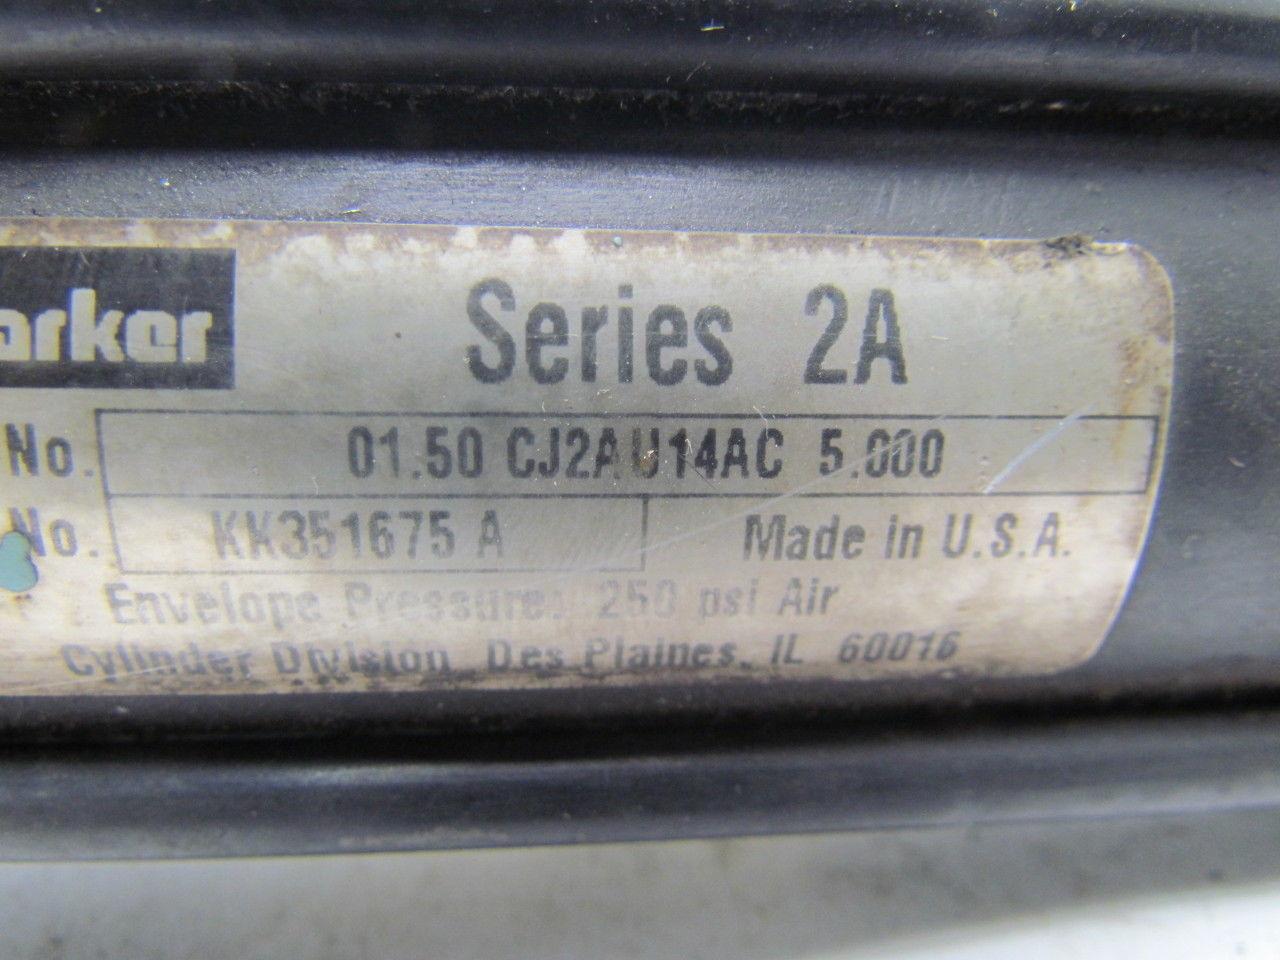 arker
Series 2A
No. 01.50 CJ2AU14AC 5.000
No. KK351675 A Made in U.S.A.
Envelope Pressure: 250 psi Air
Cylinder Division Des Plaines, IL 60016